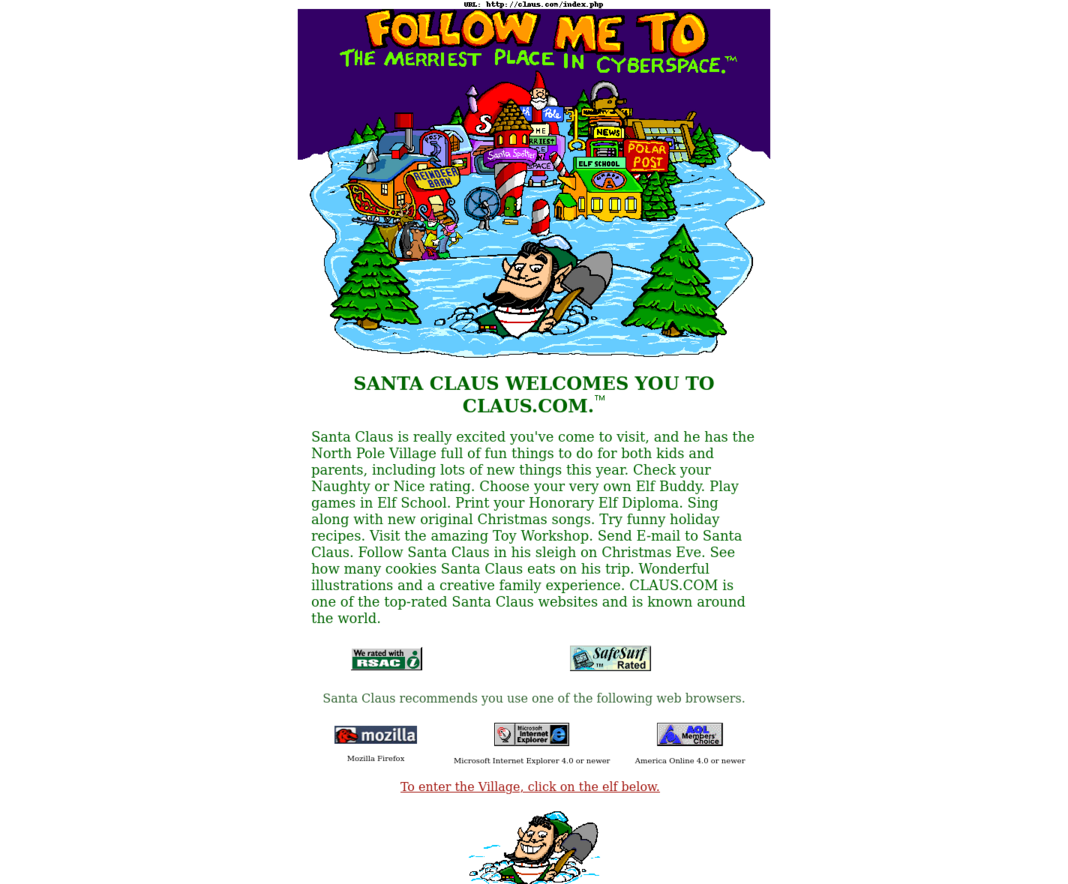 URL: http://claus.com/index.php
FOLLOW ME TO
THE MERRIEST PLACE IN CYBERSPACE.™
Pole
HE
S
NEWS
Santa Spotter
POLAR
POST
SPACE
ELF SCHOOL
REINDEER
BARN
GRADE
A
SANTA CLAUS WELCOMES YOU TO
CLAUS.COM.™
Santa Claus is really excited you've come to visit, and he has the
North Pole Village full of fun things to do for both kids and
parents, including lots of new things this year. Check your
Naughty or Nice rating. Choose your very own Elf Buddy. Play
games in Elf School. Print your Honorary Elf Diploma. Sing
along with new original Christmas songs. Try funny holiday
recipes. Visit the amazing Toy Workshop. Send E-mail to Santa
Claus. Follow Santa Claus in his sleigh on Christmas Eve. See
how many cookies Santa Claus eats on his trip. Wonderful
illustrations and a creative family experience. CLAUS.COM is
one of the top-rated Santa Claus websites and is known around
the world.
We rated with
RSAC i
SafeSurf
™ Rated
Santa Claus recommends you use one of the following web browsers.
mozilla
Microsoft
Internet
Explorer
AOL
Members'
Choice
Mozilla Firefox
Microsoft Internet Explorer 4.0 or newer
America Online 4.0 or newer
To enter the Village, click on the elf below.